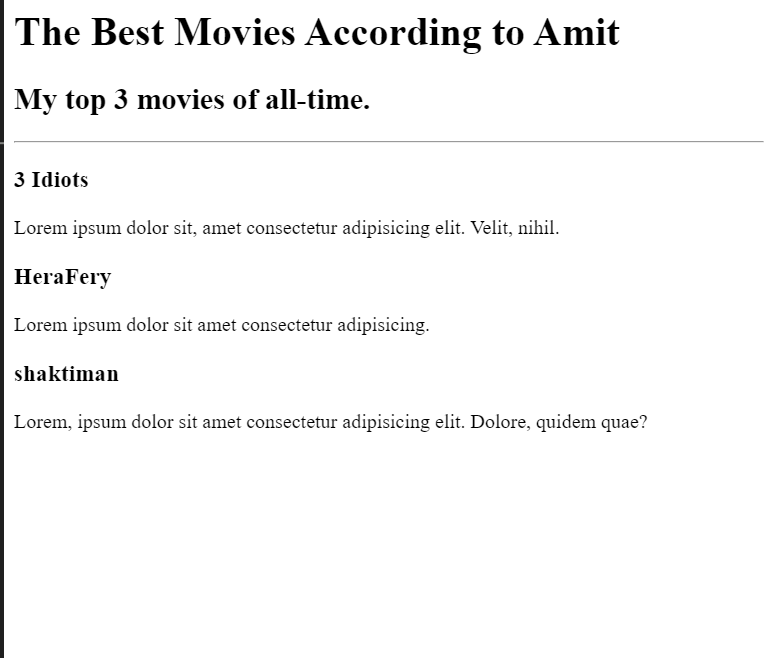 The Best Movies According to Amit
My top 3 movies of all-time.
3 Idiots
Lorem ipsum dolor sit, amet consectetur adipisicing elit. Velit, nihil.
HeraFery
Lorem ipsum dolor sit amet consectetur adipisicing.
shaktiman
Lorem, ipsum dolor sit amet consectetur adipisicing elit. Dolore, quidem quae?